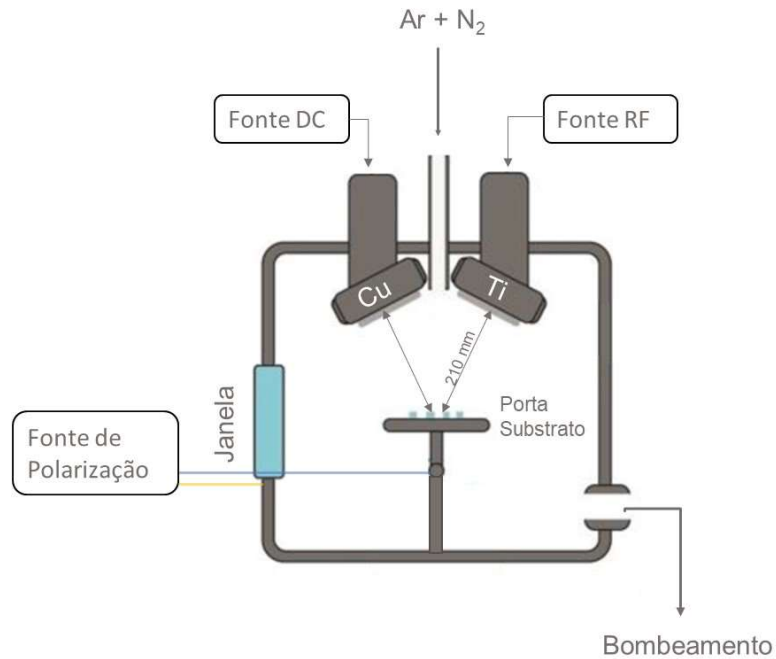 Ar + N₂
Fonte DC
Fonte RF
Cu
Ti
210 mm
Janela
Porta
Substrato
Fonte de
Polarização
Bombeamento